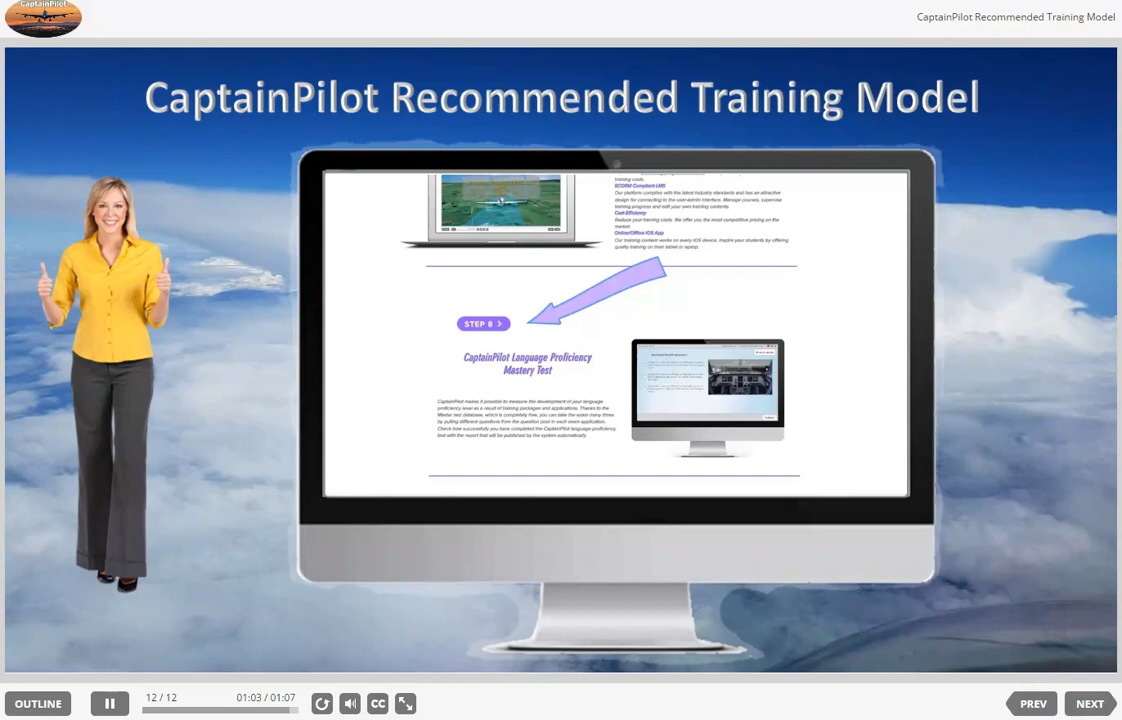 CaptainPilot
CaptainPilot Recommended Training Model
CaptainPilot Recommended Training Model
training costs.
SCORM Compliant LMS
Our platform complies with the latest industry standards and has an attractive
design for connecting to the user-admin interface. Manage courses, supervise
training progress and edit your own training contents.
Cost-Efficiency
Reduce your training costs. We offer you the most competitive pricing on the
market.
Online/Offline iOS App
Our training content works on every iOS device. Inspire your students by offering
quality training on their tablet or laptop.
STEP 8 >
CaptainPilot Language Proficiency
Mastery Test
CaptainPilot makes it possible to measure the development of your language
proficiency level as a result of training packages and applications. Thanks to the
Master test database, which is completely free, you can take the exam many times
by pulling different questions from the question pool in each exam application.
Check how successfully you have completed the CaptainPilot language proficiency
test with the report that will be published by the system automatically.
OUTLINE
12 / 12
01:03 / 01:07
CC
PREV
NEXT